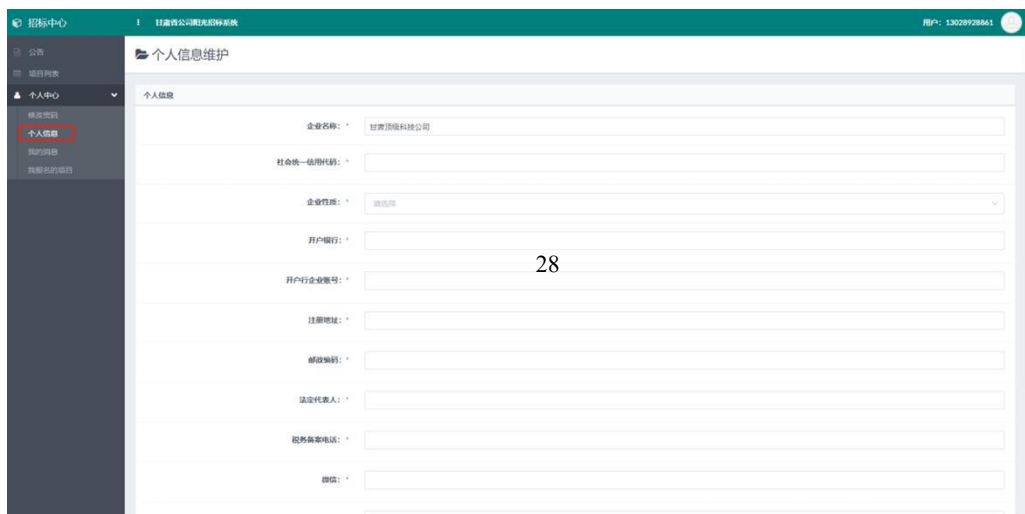 招标中心
甘肃省公司阳光招标系统
用户: 13028928861
公告
项目列表
个人中心
修改密码
个人信息
我的消息
我报名的项目
个人信息维护
个人信息
企业名称: *
甘肃顶级科技公司
社会统一信用代码: *
企业性质: *
请选择
开户银行: *
28
开户行企业账号: *
注册地址: *
邮政编码: *
法定代表人: *
税务备案电话: *
微信: *